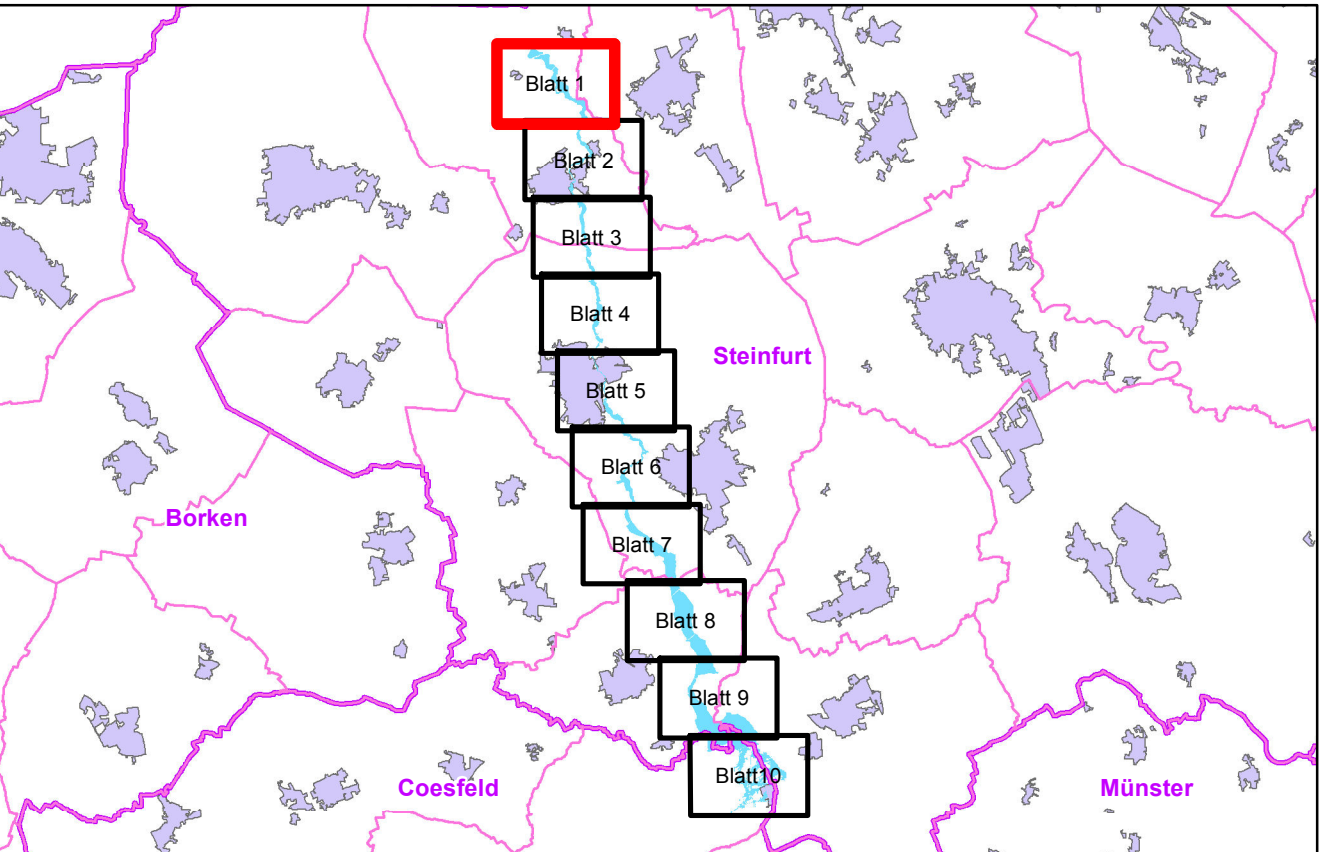 Blatt 1
Blatt 2
Blatt 3
Blatt 4
Steinfurt
Blatt 5
Blatt 6
Borken
Blatt 7
Blatt 8
Blatt 9
Blatt10
Coesfeld
Münster